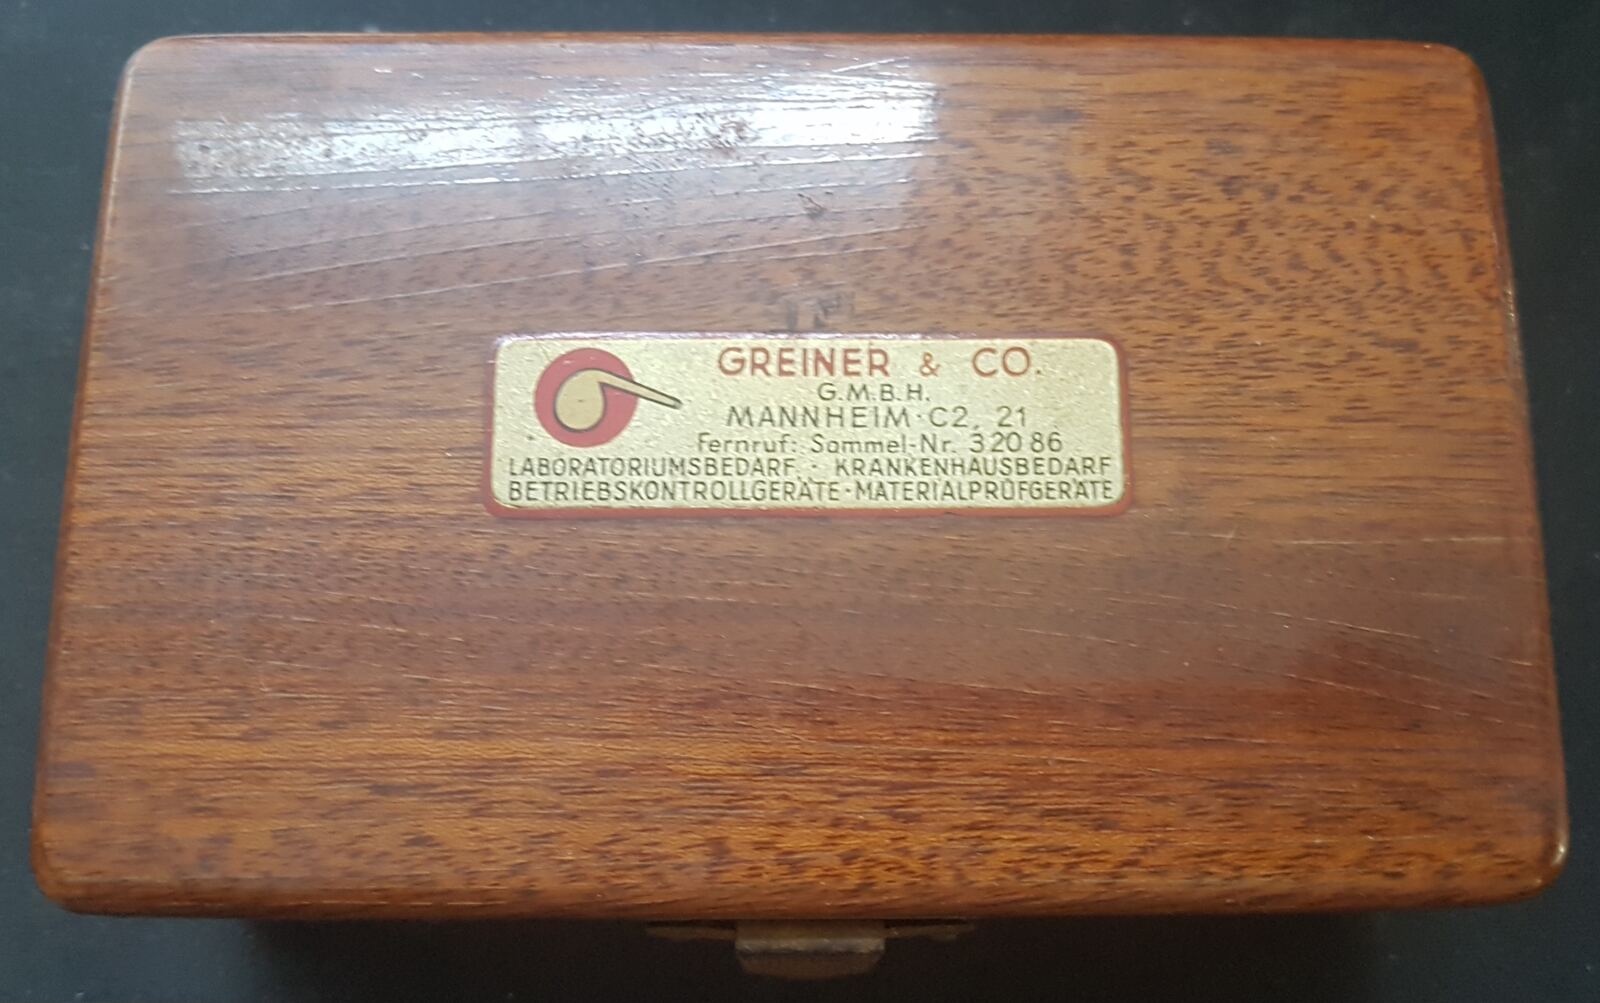 GREINER & CO.
G.M.B.H.
MANNHEIM · C2, 21
Fernruf: Sammel-Nr. 32086
LABORATORIUMSBEDARF · KRANKENHAUSBEDARF
BETRIEBSKONTROLLGERÄTE · MATERIALPRÜFGERÄTE